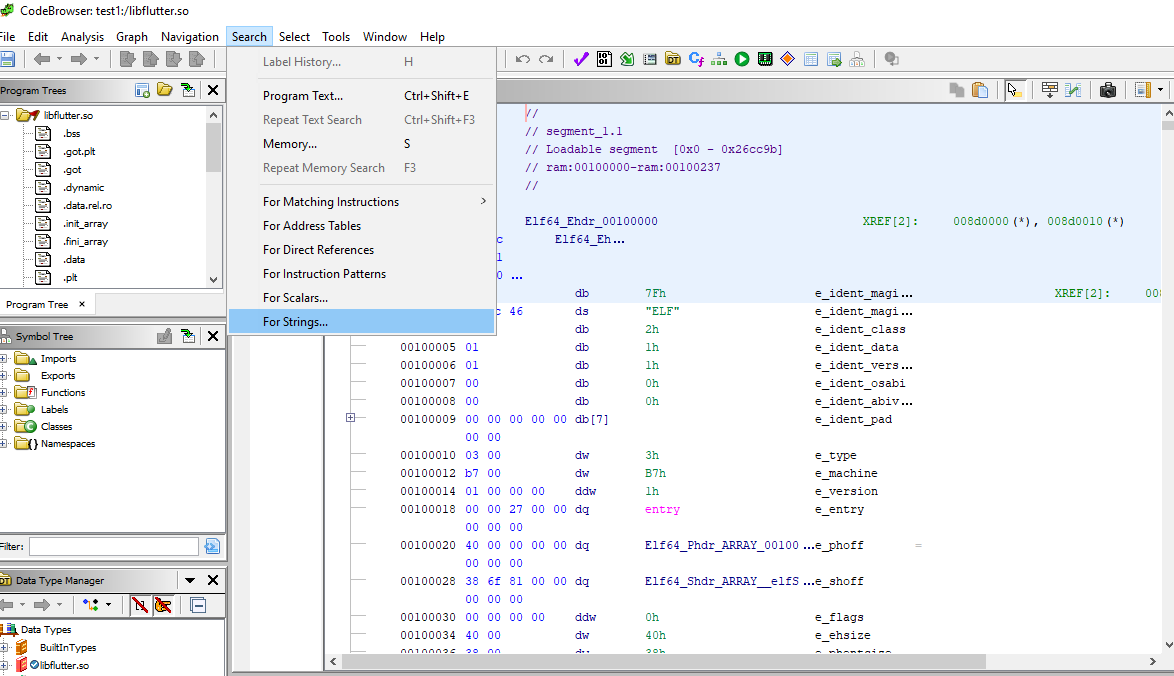 CodeBrowser: test1:/libflutter.so
File Edit Analysis Graph Navigation Search Select Tools Window Help
Label History... H
Program Text... Ctrl+Shift+E
Repeat Text Search Ctrl+Shift+F3
Memory... S
Repeat Memory Search F3
For Matching Instructions
For Address Tables
For Direct References
For Instruction Patterns
For Scalars...
For Strings...
Program Trees
libflutter.so
.bss
.got.plt
.got
.dynamic
.data.rel.ro
.init_array
.fini_array
.data
.plt
Program Tree ×
Symbol Tree
Imports
Exports
Functions
Labels
Classes
Namespaces
Filter:
Data Type Manager
Data Types
BuiltInTypes
libflutter.so
//
// segment_1.1
// Loadable segment [0x0 - 0x26cc9b]
// ram:00100000-ram:00100237
//
Elf64_Ehdr_00100000 XREF[2]: 008d0000(*), 008d0010(*)
c Elf64_Eh...
1
0 ...
db 7Fh e_ident_magi... XREF[2]: 00
c 46 ds "ELF" e_ident_magi...
db 2h e_ident_class
00100005 01 db 1h e_ident_data
00100006 01 db 1h e_ident_vers...
00100007 00 db 0h e_ident_osabi
00100008 00 db 0h e_ident_abiv...
00100009 00 00 00 00 00 db[7] e_ident_pad
00 00
00100010 03 00 dw 3h e_type
00100012 b7 00 dw B7h e_machine
00100014 01 00 00 00 ddw 1h e_version
00100018 00 00 27 00 00 dq entry e_entry
00 00 00
00100020 40 00 00 00 00 dq Elf64_Phdr_ARRAY_00100 ...e_phoff =
00 00 00
00100028 38 6f 81 00 00 dq Elf64_Shdr_ARRAY__elfS ...e_shoff
00 00 00
00100030 00 00 00 00 ddw 0h e_flags
00100034 40 00 dw 40h e_ehsize
00100036 38 00 dw 38h e_phentsize